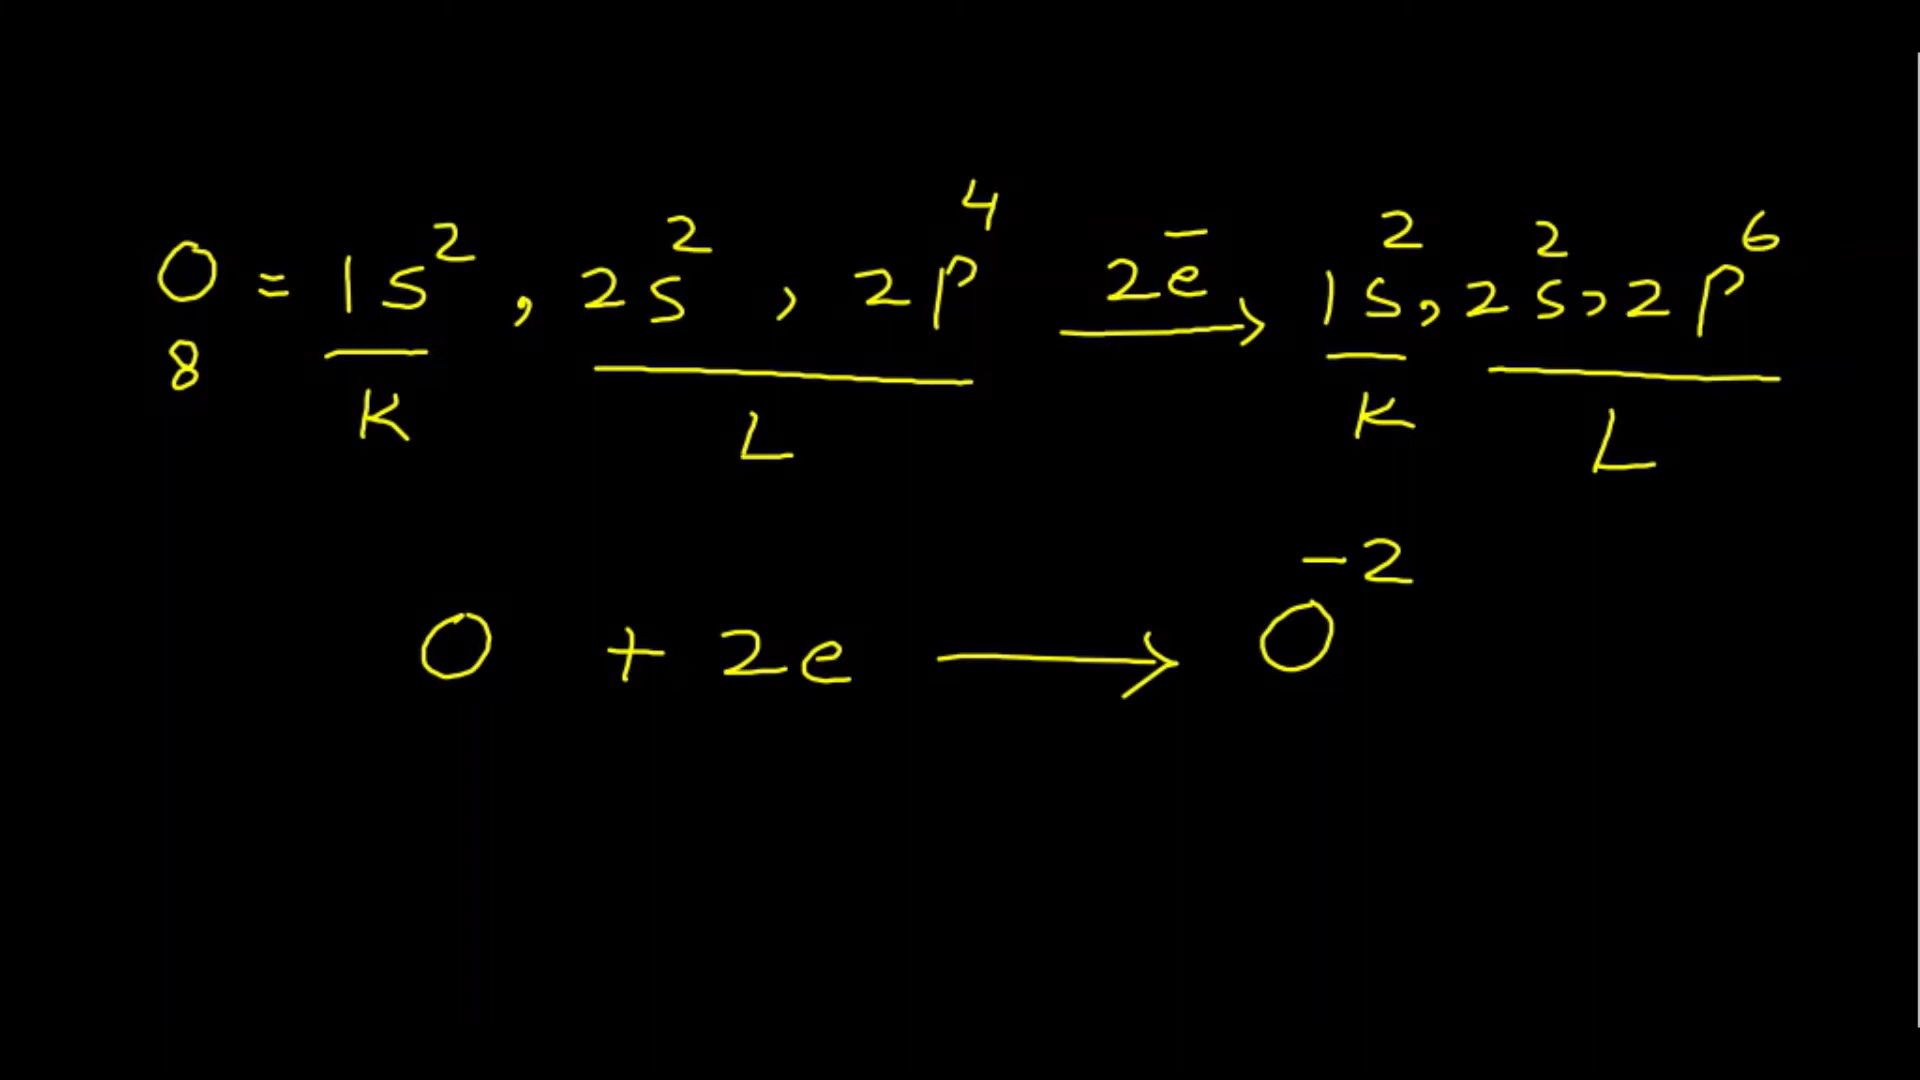 O = 1s², 2s², 2p⁴ 2e⁻ → 1s², 2s², 2p⁶
8 K L K L
O + 2e → O⁻²